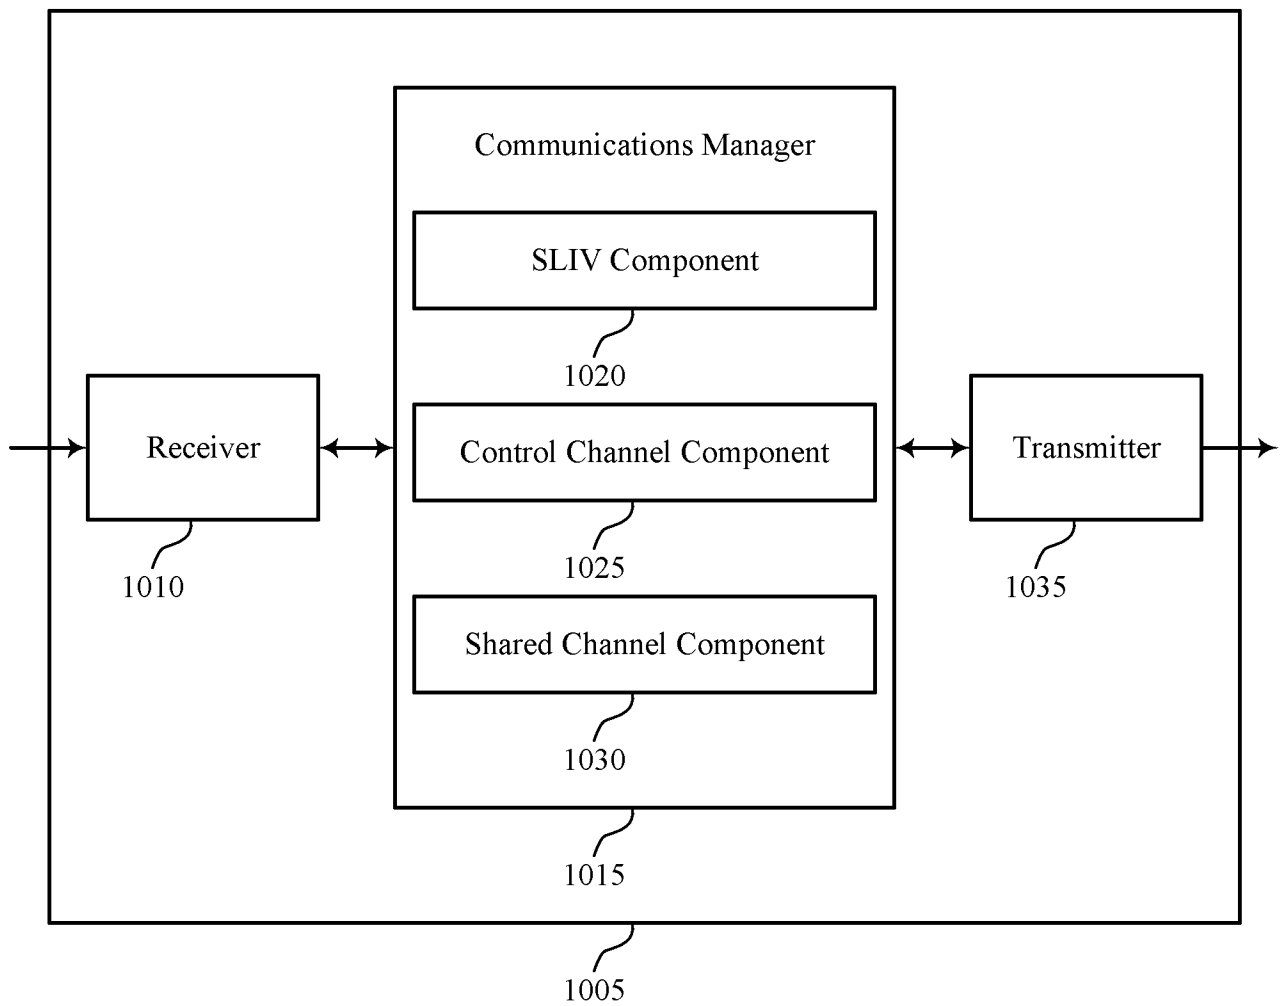 Communications Manager
SLIV Component
1020
Receiver
1010
Control Channel Component
1025
Transmitter
1035
Shared Channel Component
1030
1015
1005